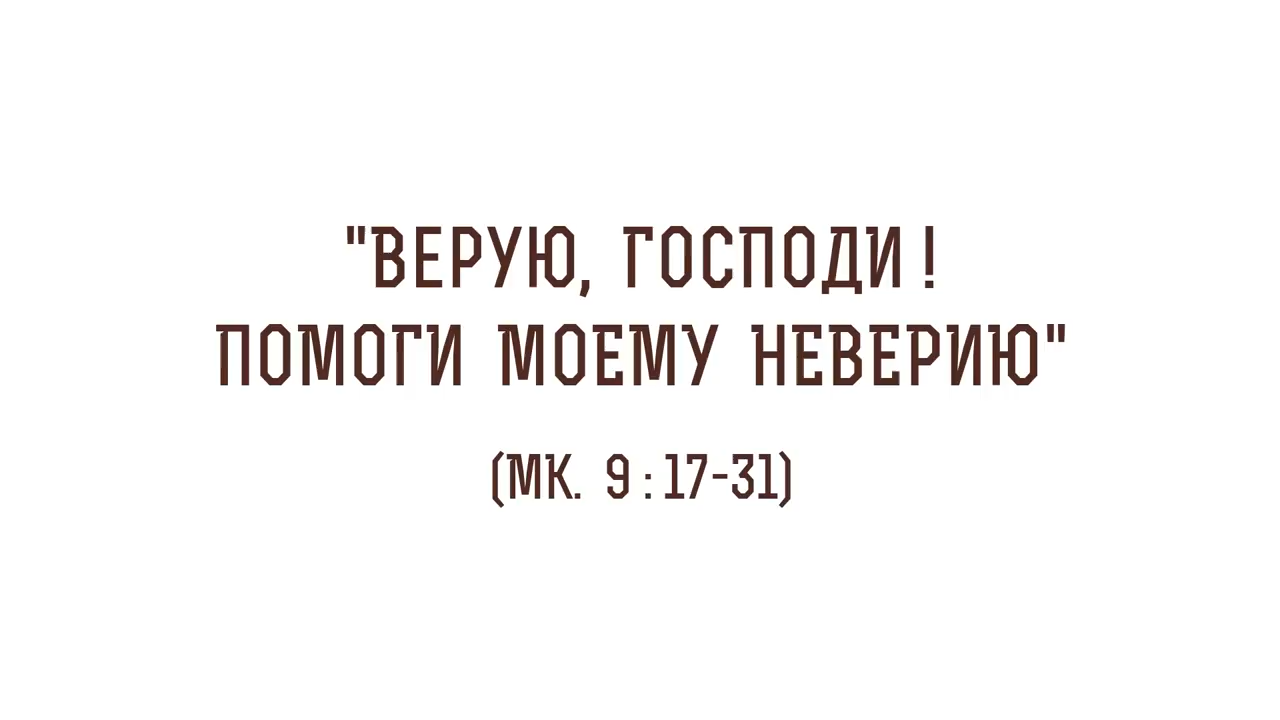 "ВЕРУЮ, ГОСПОДИ!
ПОМОГИ МОЕМУ НЕВЕРИЮ"
(МК. 9:17-31)